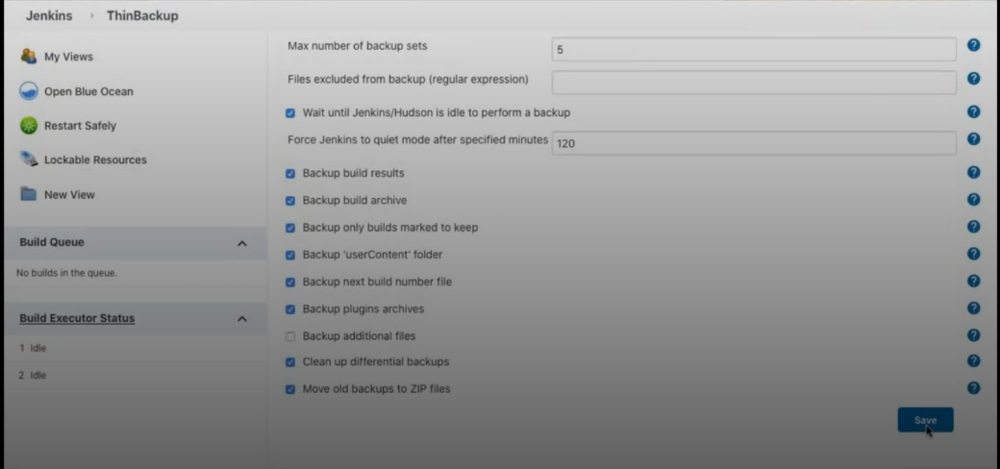 Jenkins › ThinBackup
My Views
Open Blue Ocean
Restart Safely
Lockable Resources
New View
Build Queue
No builds in the queue.
Build Executor Status
1 Idle
2 Idle
Max number of backup sets 5
Files excluded from backup (regular expression)
Wait until Jenkins/Hudson is idle to perform a backup
Force Jenkins to quiet mode after specified minutes 120
Backup build results
Backup build archive
Backup only builds marked to keep
Backup 'userContent' folder
Backup next build number file
Backup plugins archives
Backup additional files
Clean up differential backups
Move old backups to ZIP files
Save